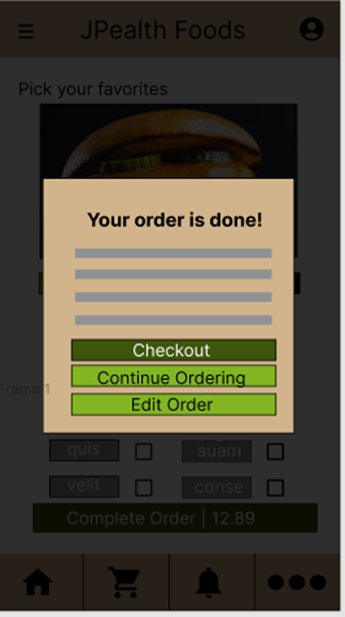 JPealth Foods
Pick your favorites
Your order is done!
Checkout
Continue Ordering
Edit Order
Frame 1
quis
auam
velit
conse
Complete Order | 12.89